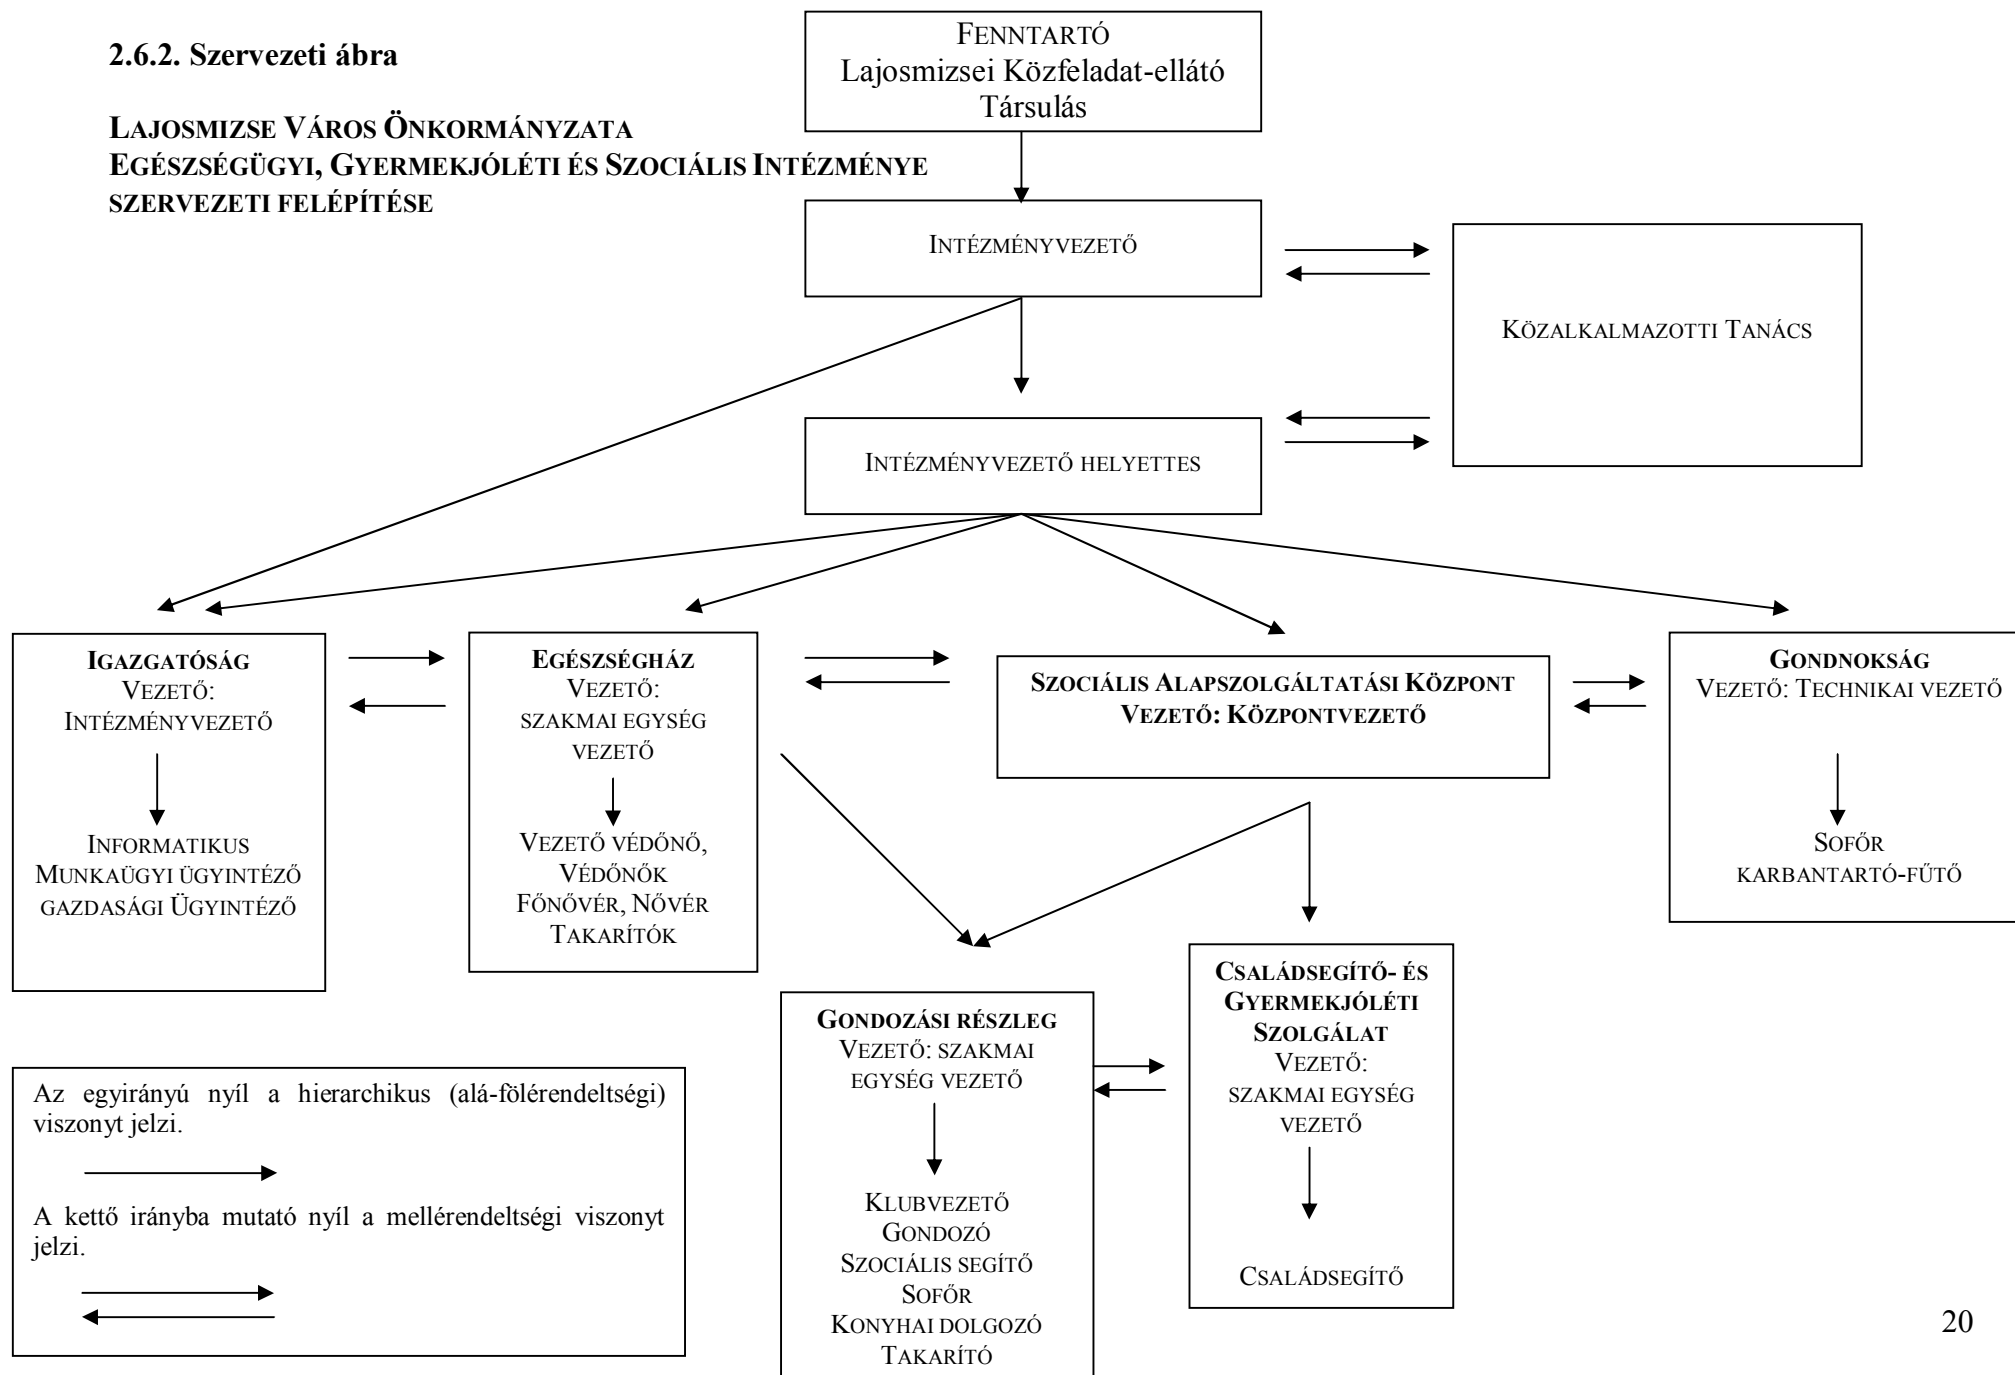 2.6.2. Szervezeti ábra
LAJOSMIZSE VÁROS ÖNKORMÁNYZATA
EGÉSZSÉGÜGYI, GYERMEKJÓLÉTI ÉS SZOCIÁLIS INTÉZMÉNYE
SZERVEZETI FELÉPÍTÉSE
FENNTARTÓ
Lajosmizsei Közfeladat-ellátó
Társulás
INTÉZMÉNYVEZETŐ
KÖZALKALMAZOTTI TANÁCS
INTÉZMÉNYVEZETŐ HELYETTES
IGAZGATÓSÁG
VEZETŐ:
INTÉZMÉNYVEZETŐ
INFORMATIKUS
MUNKAÜGYI ÜGYINTÉZŐ
GAZDASÁGI ÜGYINTÉZŐ
EGÉSZSÉGHÁZ
VEZETŐ:
SZAKMAI EGYSÉG
VEZETŐ
VEZETŐ VÉDŐNŐ,
VÉDŐNŐK
FŐNŐVÉR, NŐVÉR
TAKARÍTÓK
SZOCIÁLIS ALAPSZOLGÁLTATÁSI KÖZPONT
VEZETŐ: KÖZPONTVEZETŐ
GONDNOKSÁG
VEZETŐ: TECHNIKAI VEZETŐ
SOFŐR
KARBANTARTÓ-FŰTŐ
GONDOZÁSI RÉSZLEG
VEZETŐ: SZAKMAI
EGYSÉG VEZETŐ
KLUBVEZETŐ
GONDOZÓ
SZOCIÁLIS SEGÍTŐ
SOFŐR
KONYHAI DOLGOZÓ
TAKARÍTÓ
CSALÁDSEGÍTŐ- ÉS
GYERMEKJÓLÉTI
SZOLGÁLAT
VEZETŐ:
SZAKMAI EGYSÉG
VEZETŐ
CSALÁDSEGÍTŐ
Az egyirányú nyíl a hierarchikus (alá-fölérendeltségi)
viszonyt jelzi.
A kettő irányba mutató nyíl a mellérendeltségi viszonyt
jelzi.
20